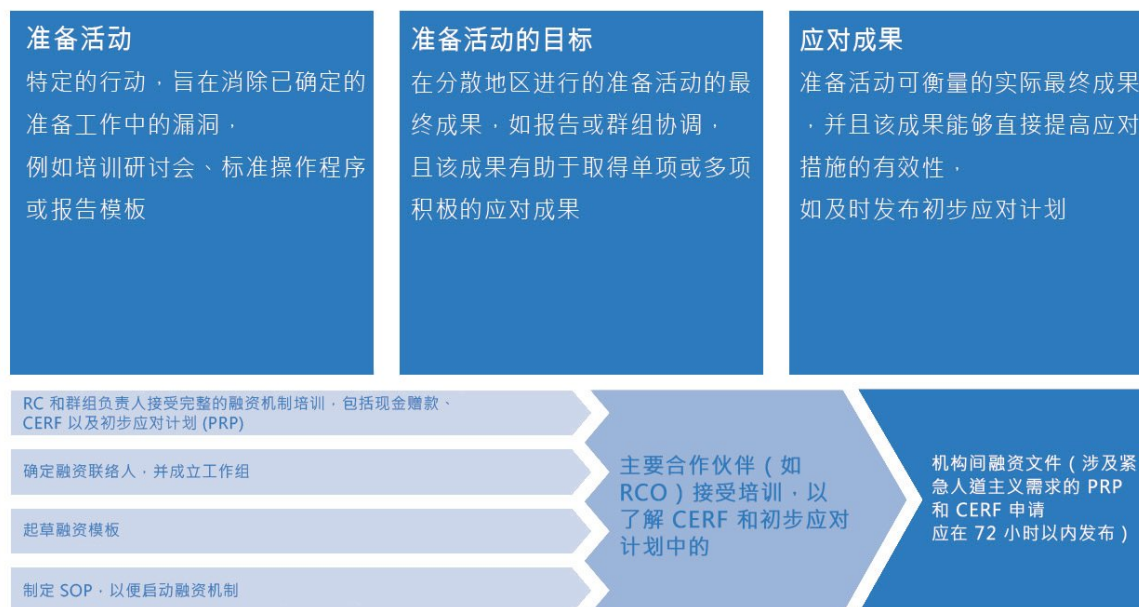 准备活动
特定的行动，旨在消除已确定的
准备工作中的漏洞，
例如培训研讨会、标准操作程序
或报告模板
准备活动的目标
在分散地区进行的准备活动的最
终成果，如报告或群组协调，
且该成果有助于取得单项或多项
积极的应对成果
应对成果
准备活动可衡量的实际最终成果
，并且该成果能够直接提高应对
措施的有效性，
如及时发布初步应对计划
RC 和群组负责人接受完整的融资机制培训，包括现金赠款、
CERF 以及初步应对计划 (PRP)
确定融资联络人，并成立工作组
起草融资模板
制定 SOP，以便启动融资机制
主要合作伙伴（如
RCO）接受培训，以
了解 CERF 和初步应对
计划中的
机构间融资文件（涉及紧
急人道主义需求的 PRP
和 CERF 申请
应在 72 小时以内发布）